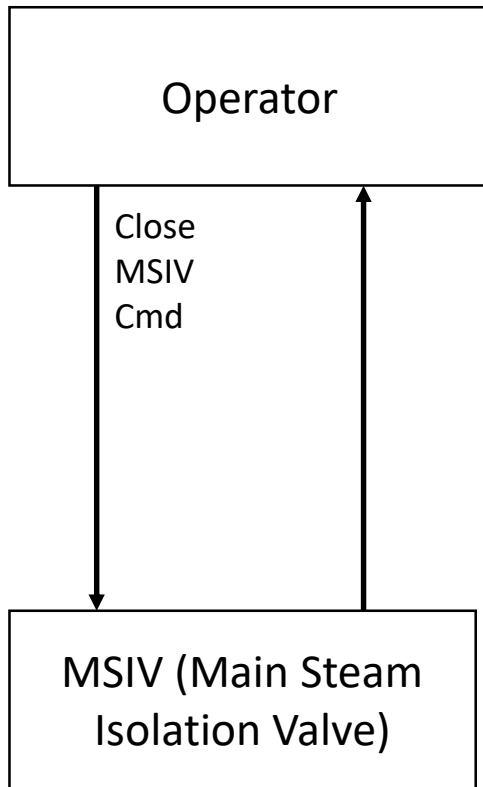 Operator
Close
MSIV
Cmd
MSIV (Main Steam
Isolation Valve)